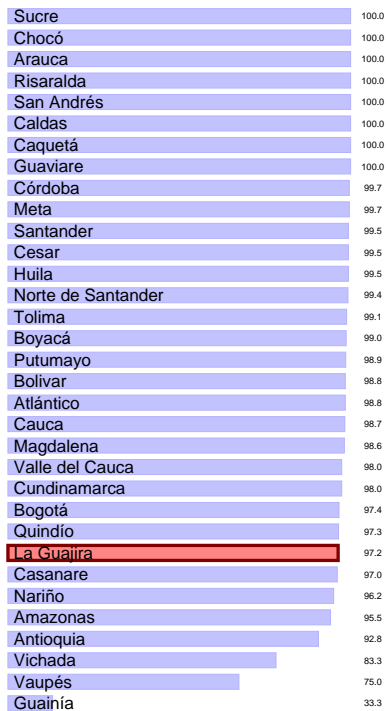 Sucre 100.0
Chocó 100.0
Arauca 100.0
Risaralda 100.0
San Andrés 100.0
Caldas 100.0
Caquetá 100.0
Guaviare 100.0
Córdoba 99.7
Meta 99.7
Santander 99.5
Cesar 99.5
Huila 99.5
Norte de Santander 99.4
Tolima 99.1
Boyacá 99.0
Putumayo 98.9
Bolivar 98.8
Atlántico 98.8
Cauca 98.7
Magdalena 98.6
Valle del Cauca 98.0
Cundinamarca 98.0
Bogotá 97.4
Quindío 97.3
La Guajira 97.2
Casanare 97.0
Nariño 96.2
Amazonas 95.5
Antioquia 92.8
Vichada 83.3
Vaupés 75.0
Guainía 33.3